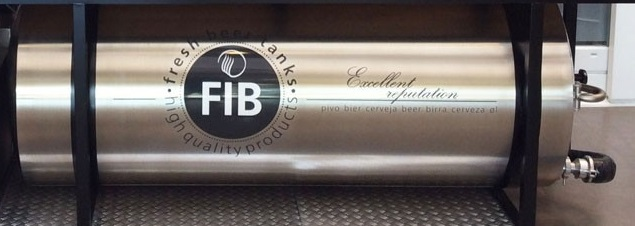 fresh beer tanks
FIB
high quality products
Excellent
reputation
pivo bier cerveja beer birra cerveza øl